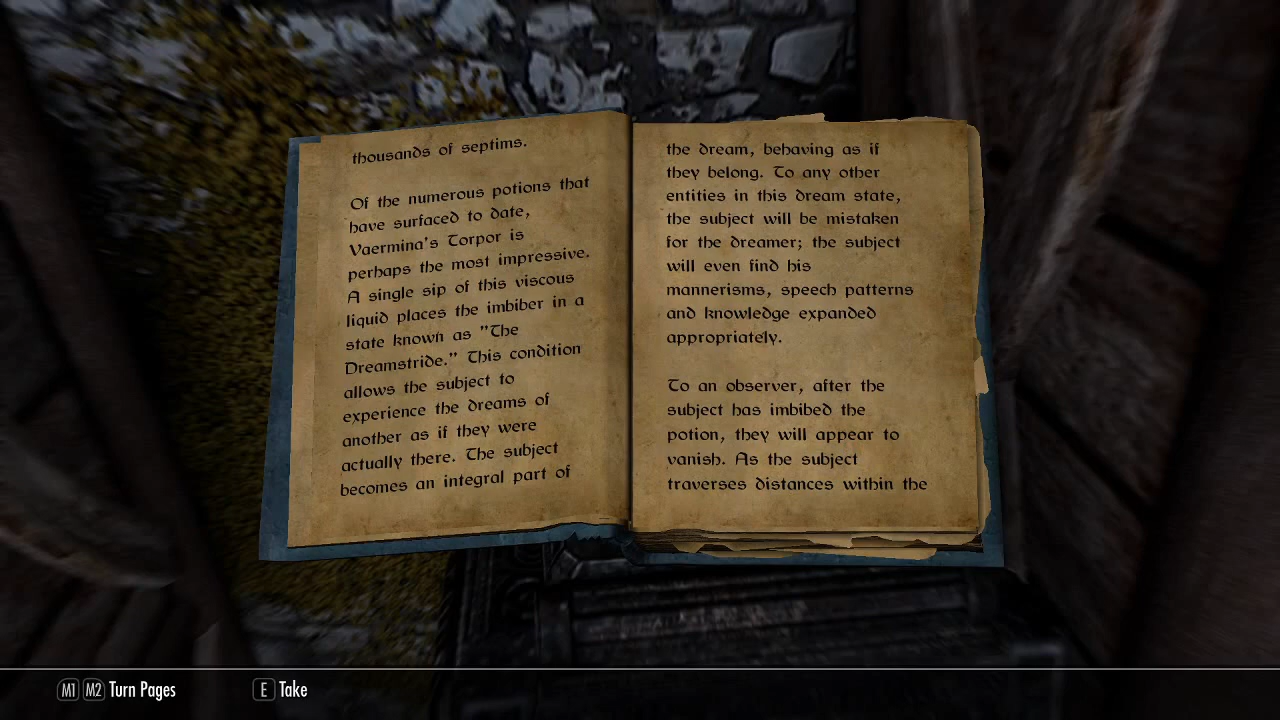 thousands of septims.
Of the numerous potions that
have surfaced to date,
Vaermina's Torpor is
perhaps the most impressive.
A single sip of this viscous
liquid places the imbiber in a
state known as "The
Dreamstride." This condition
allows the subject to
experience the dreams of
another as if they were
actually there. The subject
becomes an integral part of
the dream, behaving as if
they belong. To any other
entities in this dream state,
the subject will be mistaken
for the dreamer; the subject
will even find his
mannerisms, speech patterns
and knowledge expanded
appropriately.
To an observer, after the
subject has imbibed the
potion, they will appear to
vanish. As the subject
traverses distances within the
M1 M2 Turn Pages
E Take